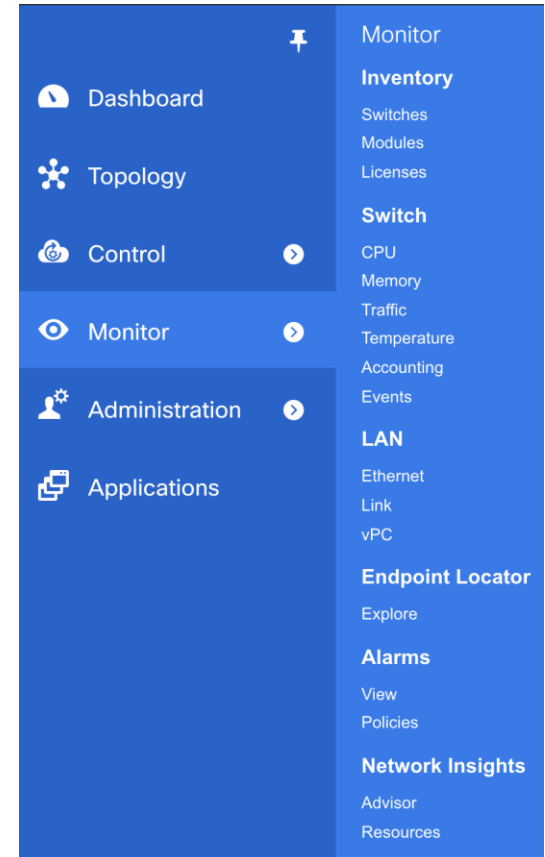 Dashboard
Topology
Control
Monitor
Administration
Applications
Monitor
Inventory
Switches
Modules
Licenses
Switch
CPU
Memory
Traffic
Temperature
Accounting
Events
LAN
Ethernet
Link
vPC
Endpoint Locator
Explore
Alarms
View
Policies
Network Insights
Advisor
Resources